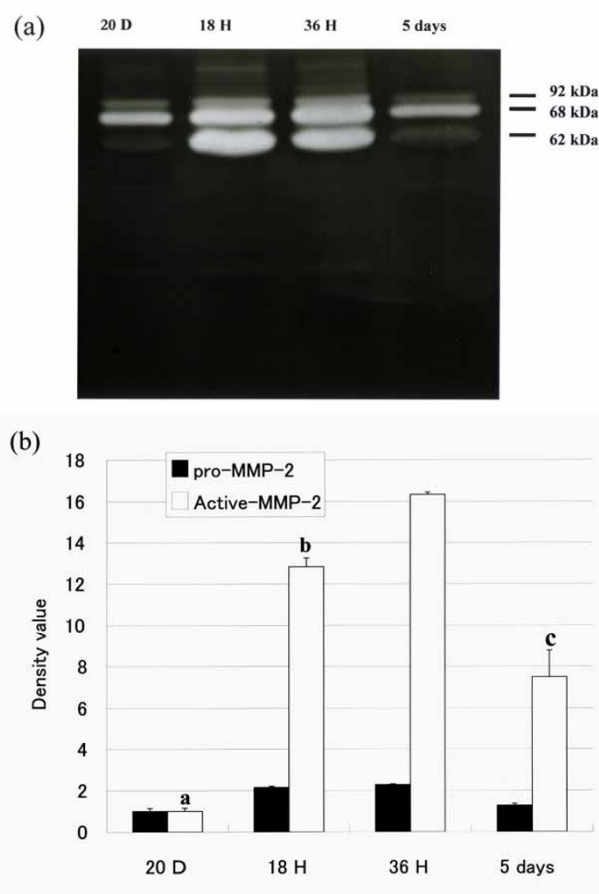 (a)
20 D 18 H 36 H 5 days
92 kDa
68 kDa
62 kDa
(b)
18
16
14
12
10
8
6
4
2
0
Density value
pro-MMP-2
Active-MMP-2
a
b
c
20 D 18 H 36 H 5 days